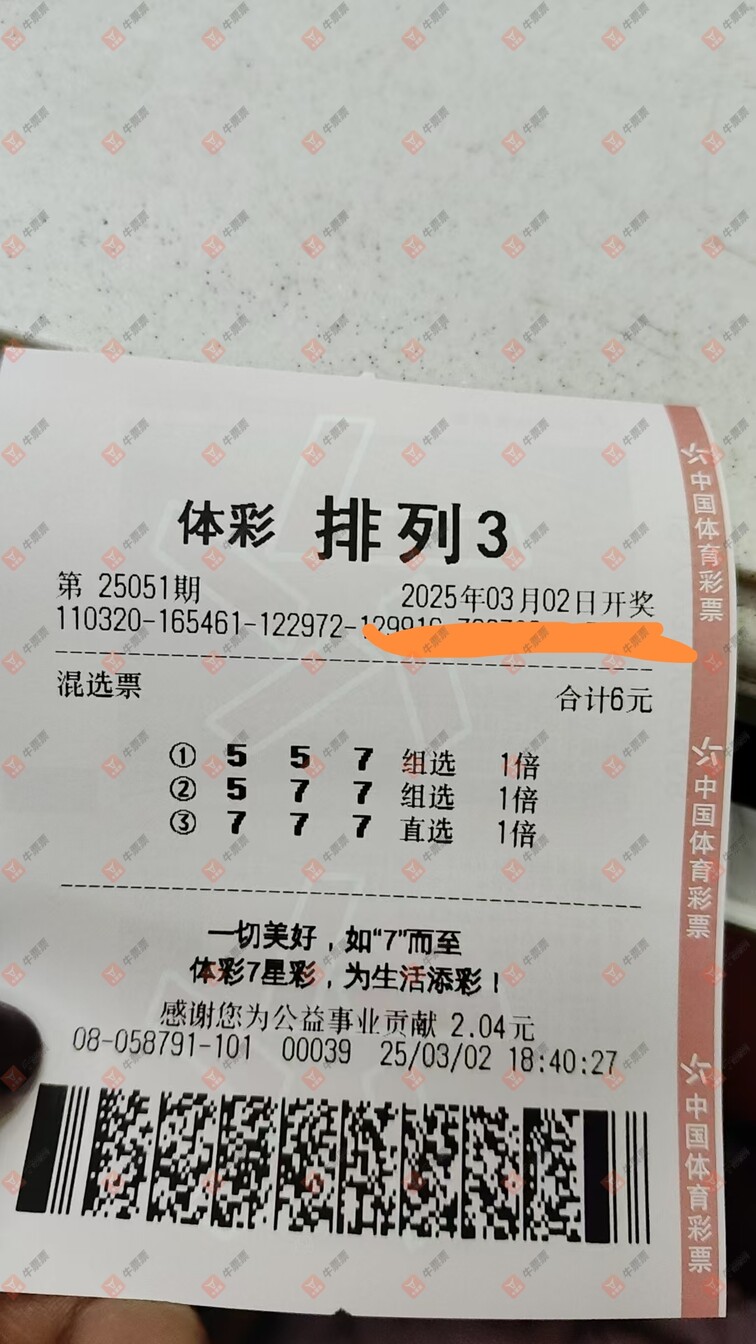 体彩 排列3
第 25051期 2025年03月02日开奖
110320-165461-122972-
混选票 合计6元
① 5 5 7 组选 1倍
② 5 7 7 组选 1倍
③ 7 7 7 直选 1倍
一切美好，如“7”而至
体彩7星彩，为生活添彩！
感谢您为公益事业贡献 2.04元
08-058791-101 00039 25/03/02 18:40:27
中国体育彩票
中国体育彩票
中国体育彩票
牛票票